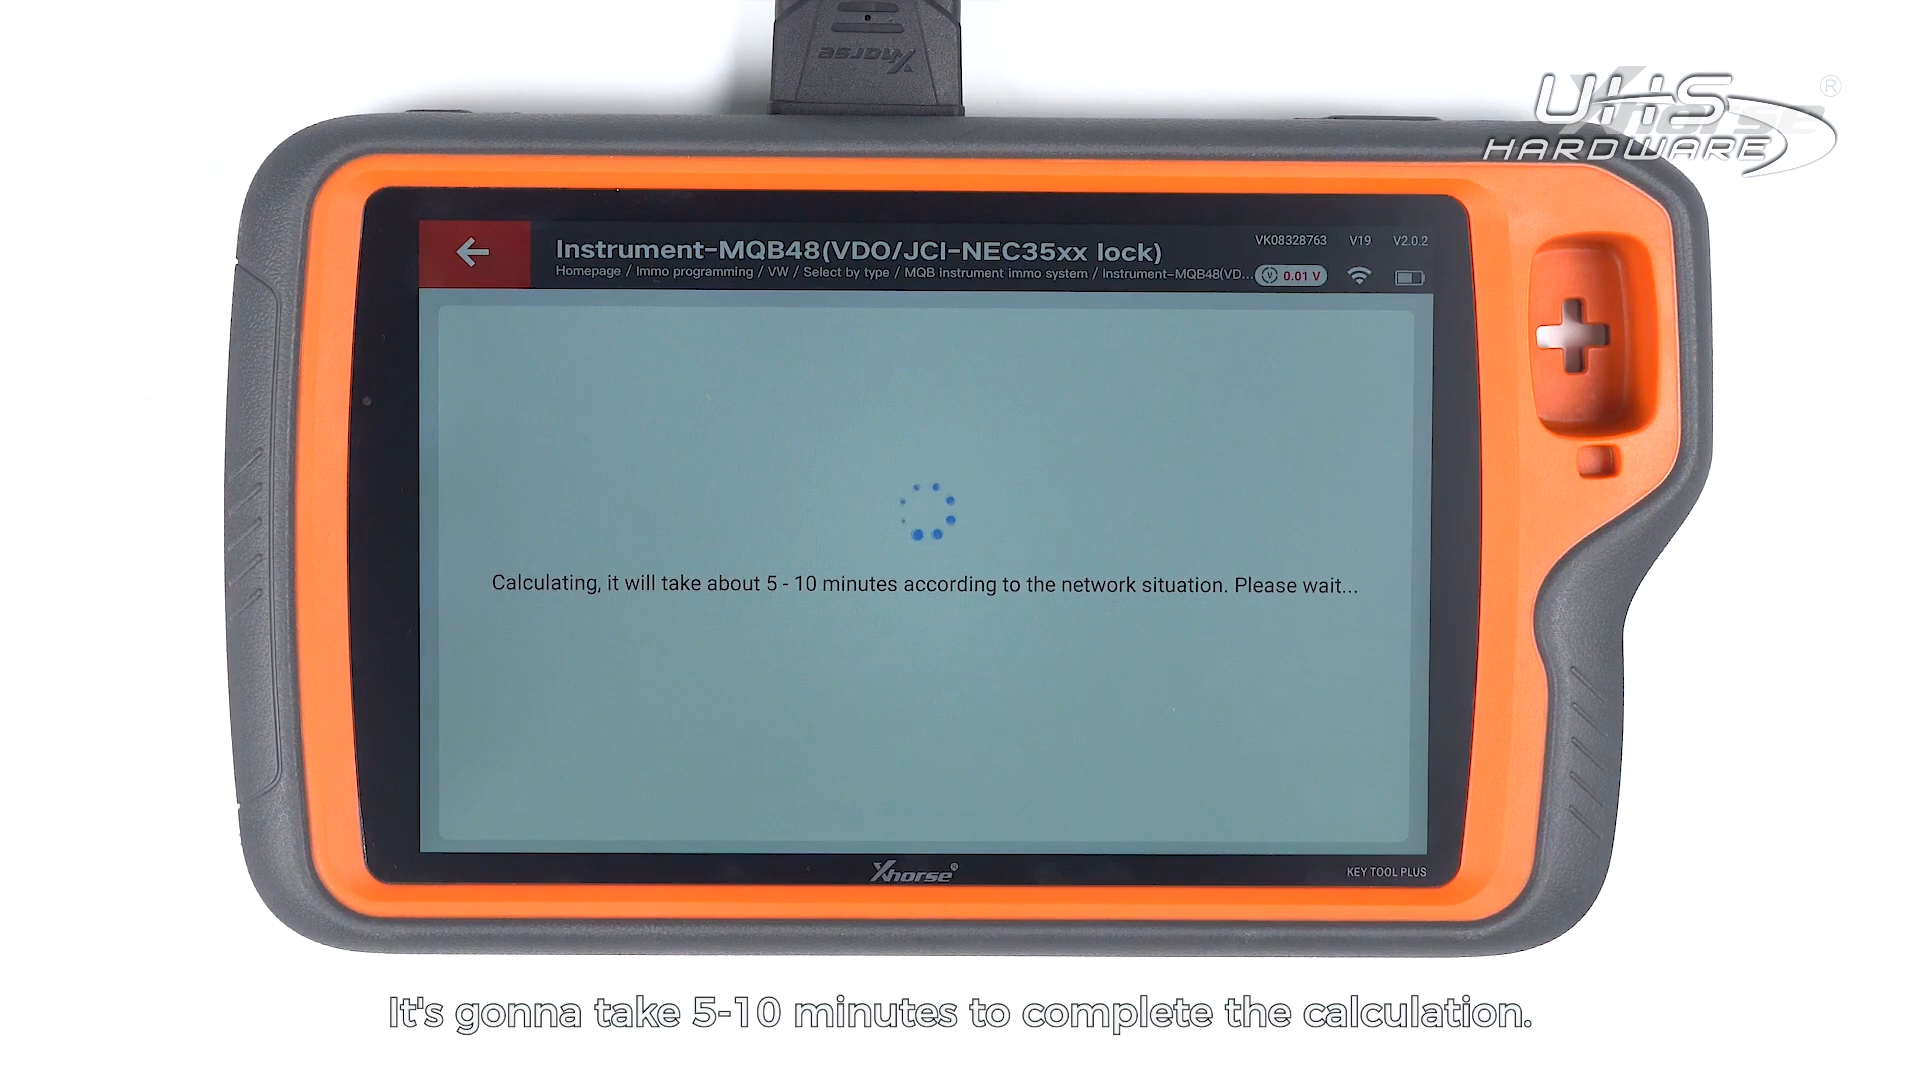 Xhorse
UHS
HARDWARE
®
Xhorse
Instrument-MQB48(VDO/JCI-NEC35xx lock)
VK08328763 V19 V2.0.2
Homepage / Immo programming / VW / Select by type / MQB instrument immo system / Instrument-MQB48(VD...
0.01 V
Calculating, it will take about 5 - 10 minutes according to the network situation. Please wait...
Xhorse®
KEY TOOL PLUS
It's gonna take 5-10 minutes to complete the calculation.